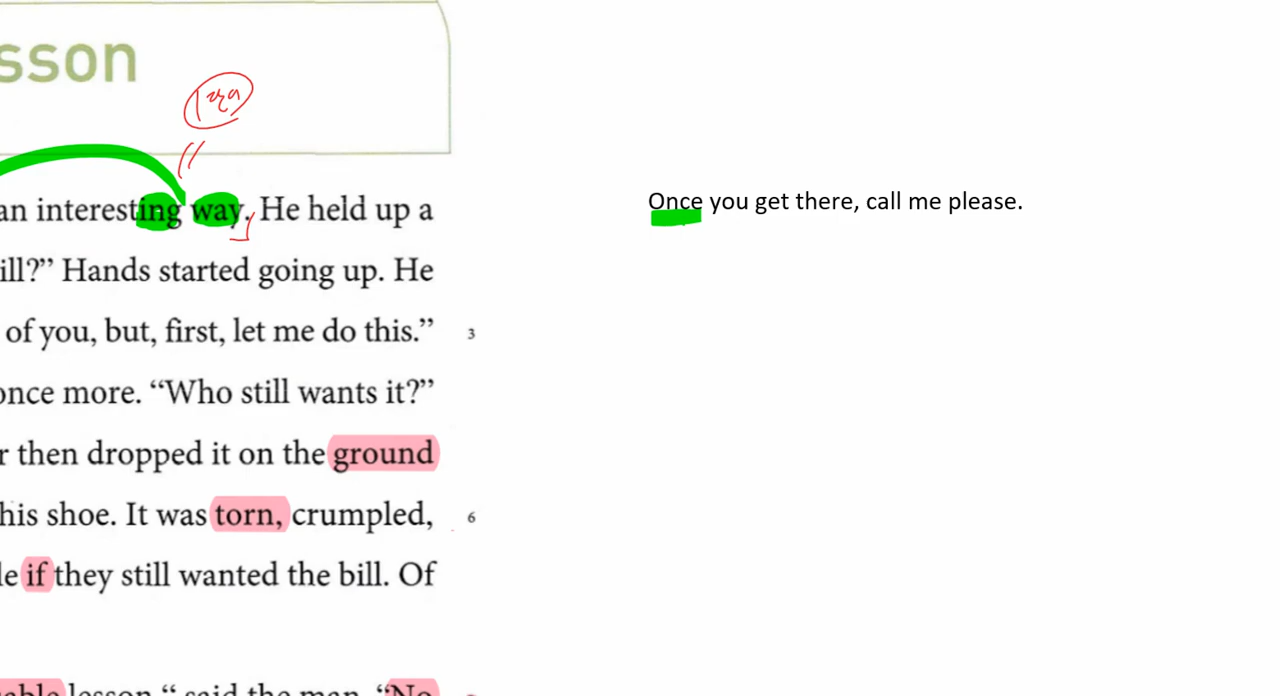 sson
an interesting way. He held up a
Once you get there, call me please.
ill?” Hands started going up. He
of you, but, first, let me do this.”
3
once more. “Who still wants it?”
r then dropped it on the ground
his shoe. It was torn, crumpled,
6
le if they still wanted the bill. Of
able lesson,“ said the man. “No